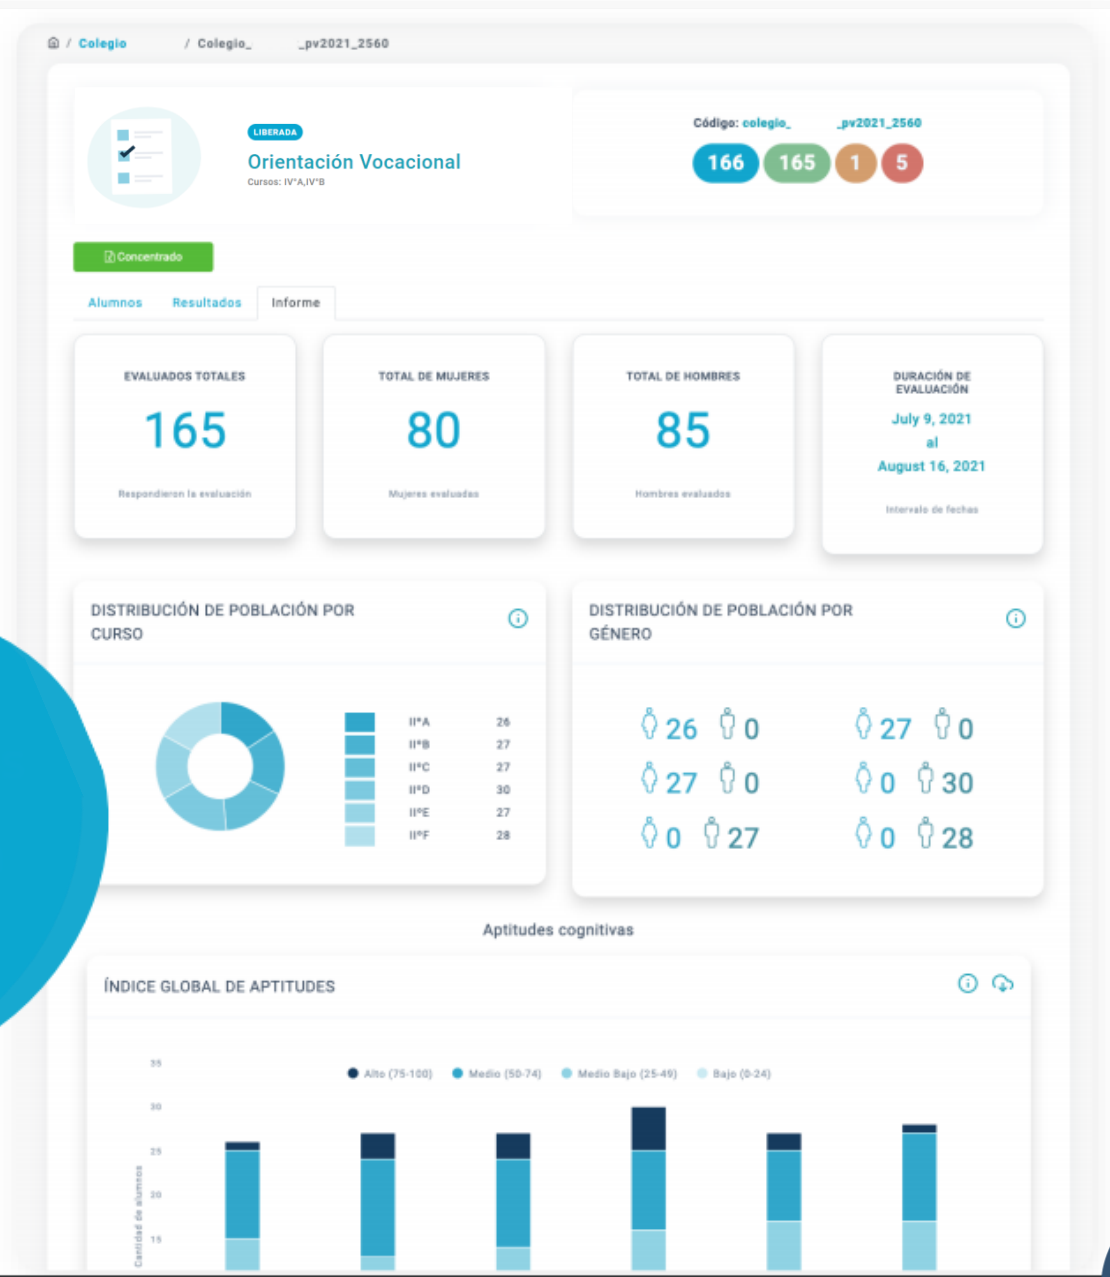 / Colegio / Colegio_ _pv2021_2560
LIBERADA
Orientación Vocacional
Cursos: IV°A,IV°B
Código: colegio_ _pv2021_2560
166 165 1 5
Concentrado
Alumnos Resultados Informe
EVALUADOS TOTALES
165
Respondieron la evaluación
TOTAL DE MUJERES
80
Mujeres evaluadas
TOTAL DE HOMBRES
85
Hombres evaluados
DURACIÓN DE
EVALUACIÓN
July 9, 2021
al
August 16, 2021
Intervalo de fechas
DISTRIBUCIÓN DE POBLACIÓN POR
CURSO
II°A 26
II°B 27
II°C 27
II°D 30
II°E 27
II°F 28
DISTRIBUCIÓN DE POBLACIÓN POR
GÉNERO
26 0 27 0
27 0 0 30
0 27 0 28
Aptitudes cognitivas
ÍNDICE GLOBAL DE APTITUDES
Alto (75-100) Medio (50-74) Medio Bajo (25-49) Bajo (0-24)
35
30
25
20
15
Cantidad de alumnos